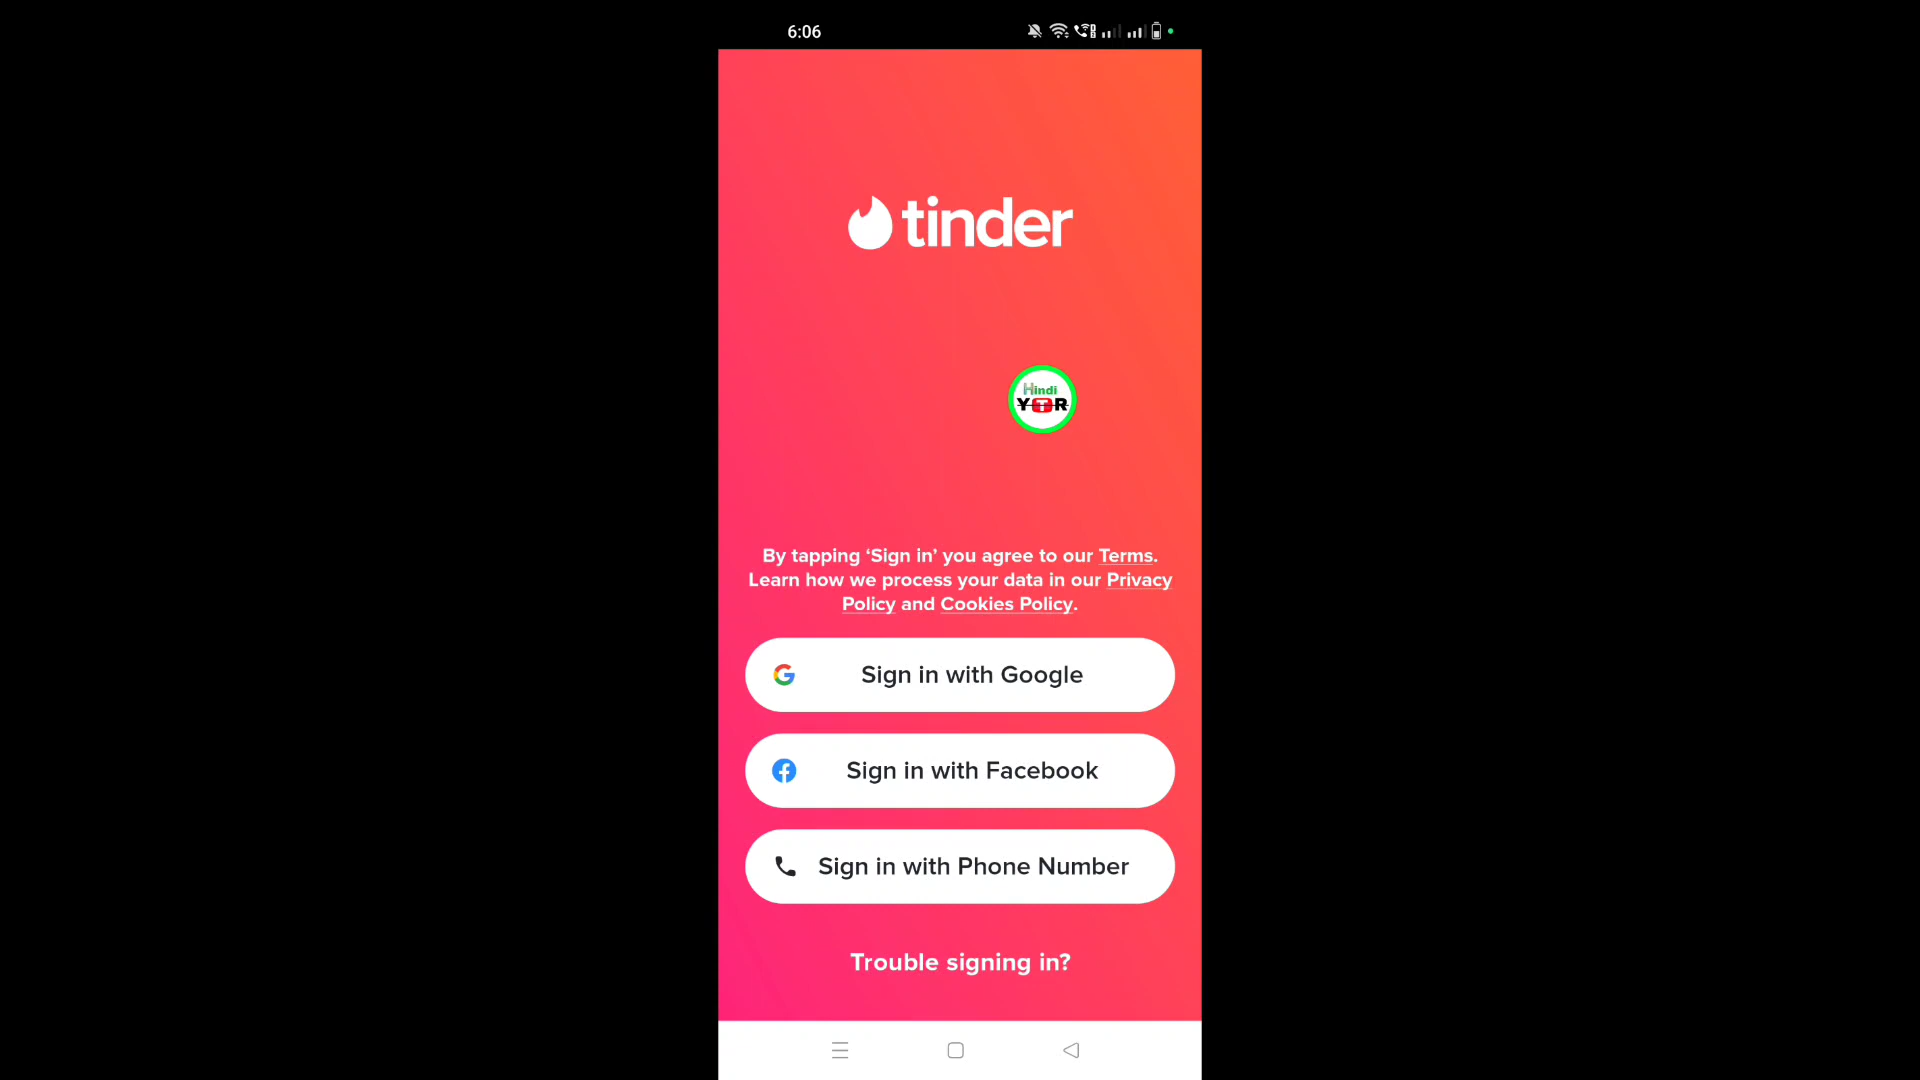 6:06
tinder
Hindi
YTR
By tapping ‘Sign in’ you agree to our Terms.
Learn how we process your data in our Privacy
Policy and Cookies Policy.
Sign in with Google
Sign in with Facebook
Sign in with Phone Number
Trouble signing in?